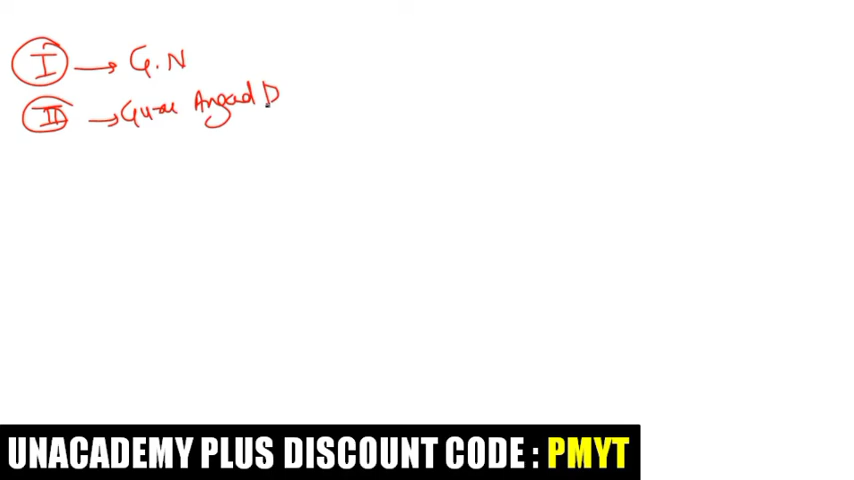 I → G.N
II → Guru Angad D
UNACADEMY PLUS DISCOUNT CODE : PMYT